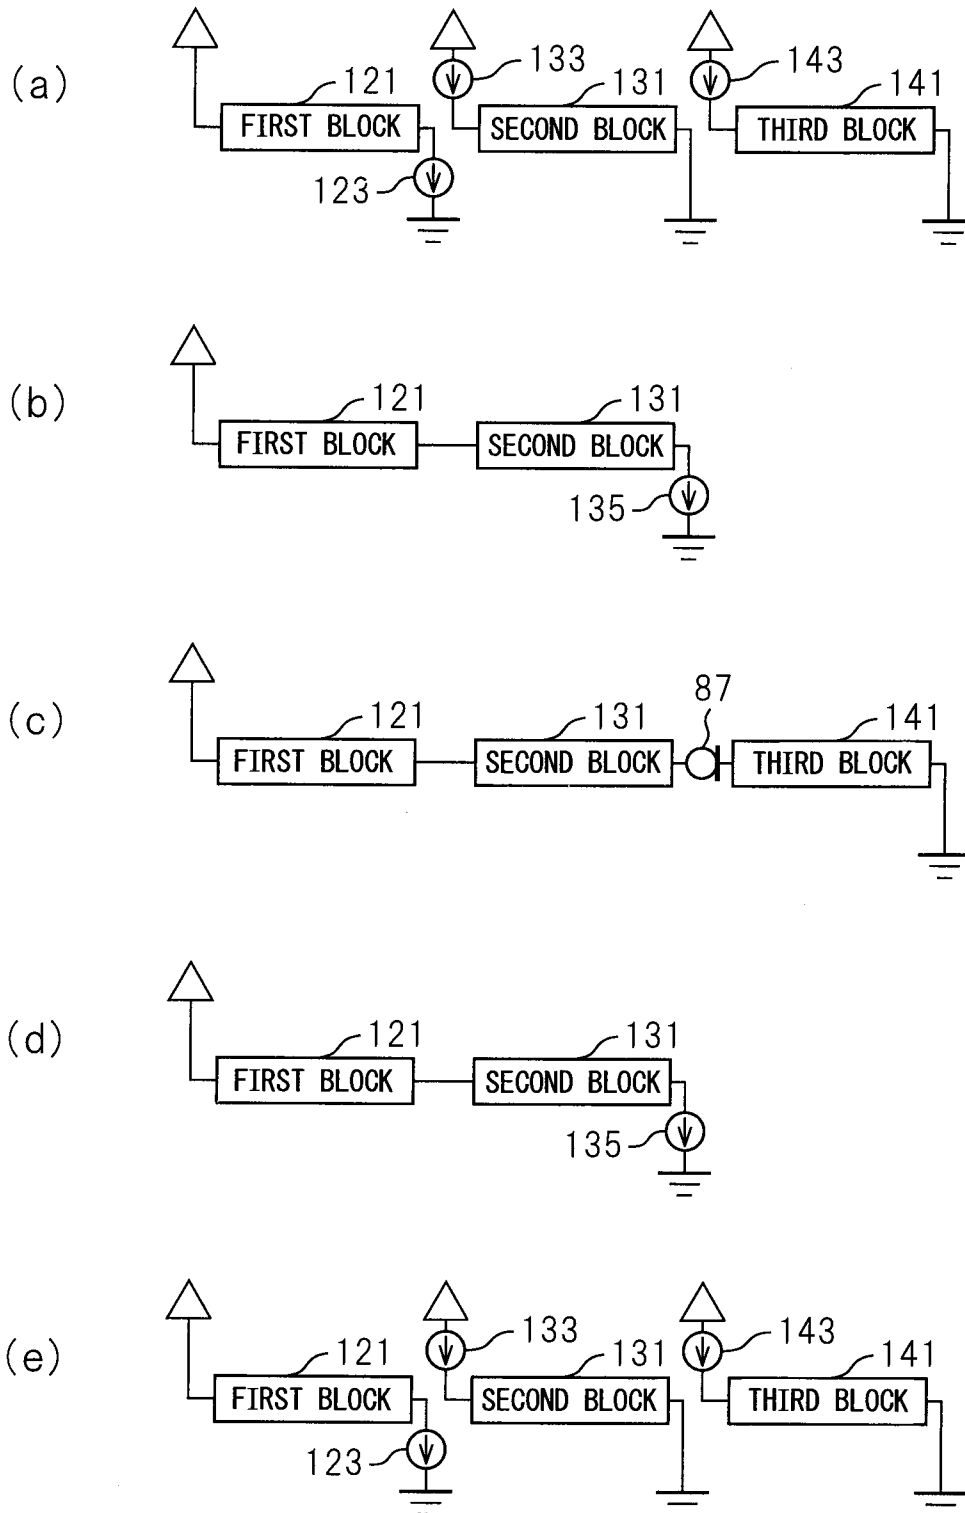 (a)
133
143
121
131
141
FIRST BLOCK
SECOND BLOCK
THIRD BLOCK
123
(b)
121
131
FIRST BLOCK
SECOND BLOCK
135
(c)
121
131
87
141
FIRST BLOCK
SECOND BLOCK
THIRD BLOCK
(d)
121
131
FIRST BLOCK
SECOND BLOCK
135
(e)
133
143
121
131
141
FIRST BLOCK
SECOND BLOCK
THIRD BLOCK
123